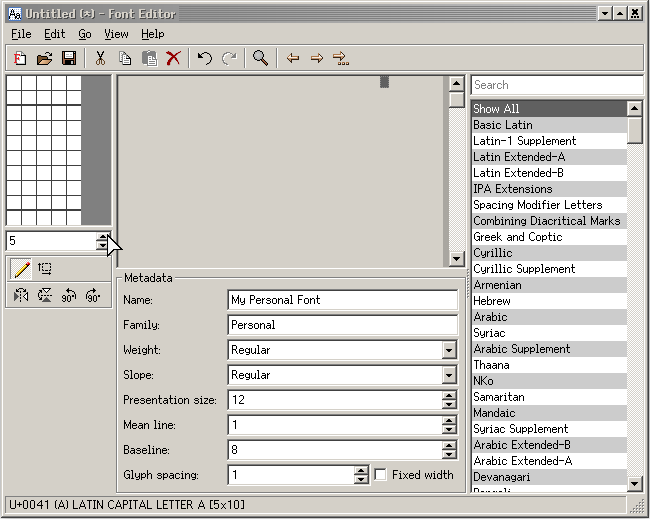 Untitled (*) - Font Editor
File Edit Go View Help
5
90° 90°
Metadata
Name: My Personal Font
Family: Personal
Weight: Regular
Slope: Regular
Presentation size: 12
Mean line: 1
Baseline: 8
Glyph spacing: 1 Fixed width
Search
Show All
Basic Latin
Latin-1 Supplement
Latin Extended-A
Latin Extended-B
IPA Extensions
Spacing Modifier Letters
Combining Diacritical Marks
Greek and Coptic
Cyrillic
Cyrillic Supplement
Armenian
Hebrew
Arabic
Syriac
Arabic Supplement
Thaana
NKo
Samaritan
Mandaic
Syriac Supplement
Arabic Extended-B
Arabic Extended-A
Devanagari
U+0041 (A) LATIN CAPITAL LETTER A [5x10]